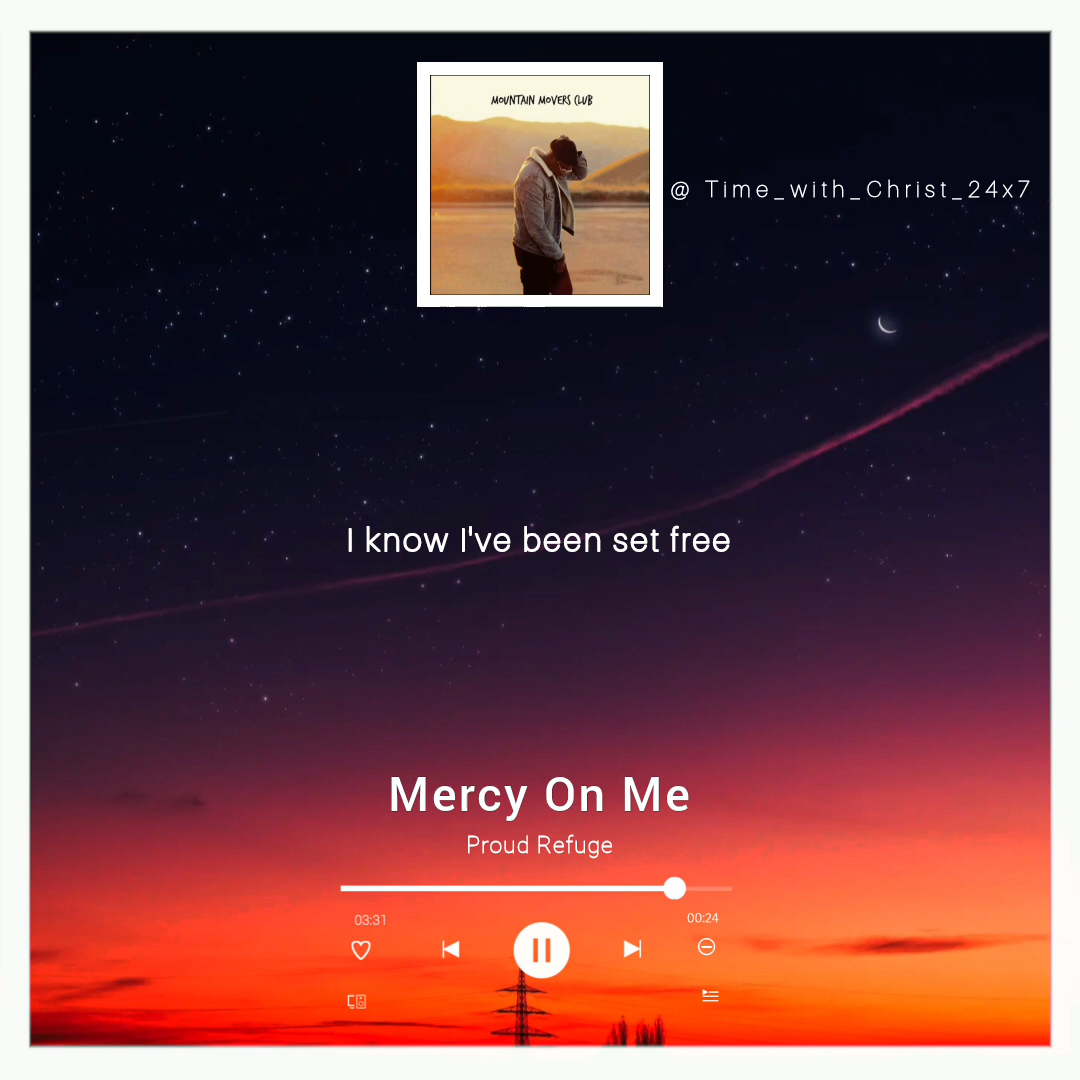 MOUNTAIN MOVERS CLUB
@ Time_with_Christ_24x7
I know I've been set free
Mercy On Me
Proud Refuge
03:31
00:24